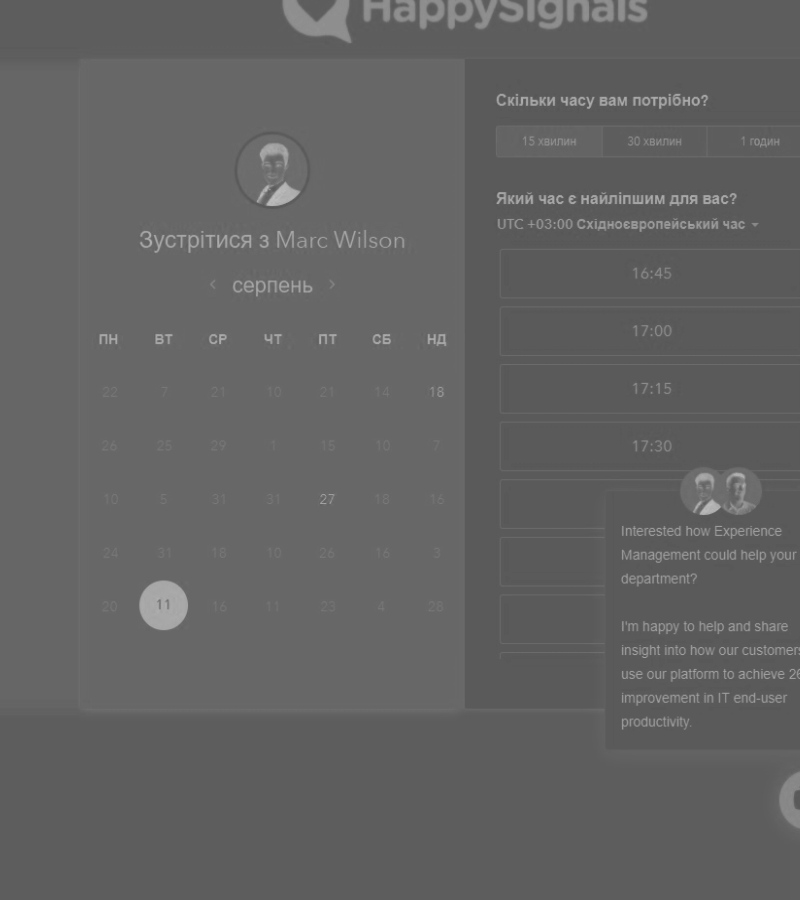 HappySignals
Зустрітися з Marc Wilson
серпень
ПН ВТ СР ЧТ ПТ СБ НД
22 7 21 10 21 14 18
26 25 29 1 15 10 7
10 5 31 31 27 18 16
24 31 18 10 26 16 3
20 11 16 11 23 4 28
Скільки часу вам потрібно?
15 хвилин 30 хвилин 1 годин
Який час є найліпшим для вас?
UTC +03:00 Східноєвропейський час
16:45
17:00
17:15
17:30
Interested how Experience
Management could help your
department?
I'm happy to help and share
insight into how our customers
use our platform to achieve 26
improvement in IT end-user
productivity.